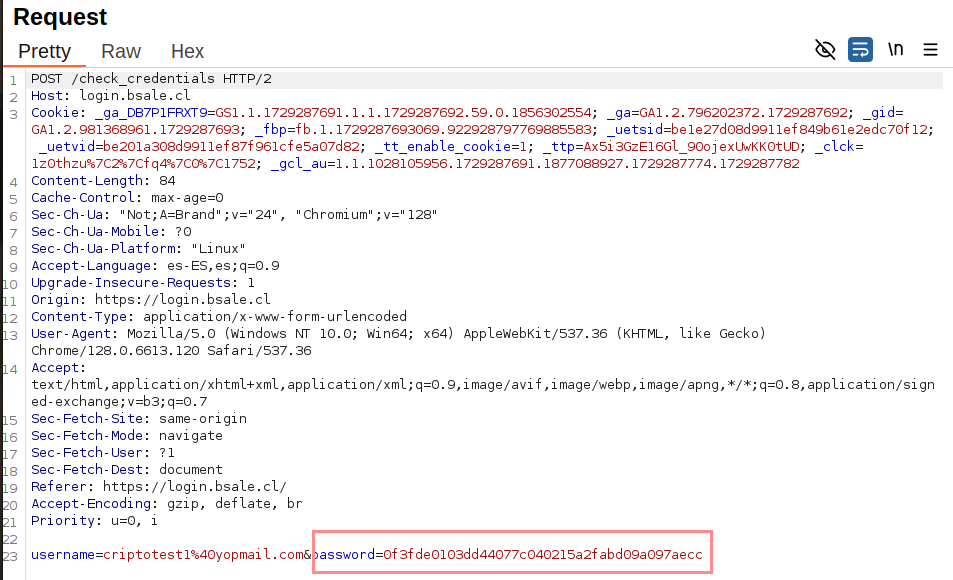 Request
Pretty Raw Hex \n
1 POST /check_credentials HTTP/2
2 Host: login.bsale.cl
3 Cookie: _ga_DB7P1FRXT9=GS1.1.1729287691.1.1.1729287692.59.0.1856302554; _ga=GA1.2.796202372.1729287692; _gid=
GA1.2.981368961.1729287693; _fbp=fb.1.1729287693069.922928797769885583; _uetsid=be1e27d08d9911ef849b61e2edc70f12;
_uetvid=be201a308d9911ef87f961cfe5a07d82; _tt_enable_cookie=1; _ttp=Ax5i3GzE16Gl_9OojexUwKKOtUD; _clck=
1z0thzu%7C2%7Cfq4%7C0%7C1752; _gcl_au=1.1.1028105956.1729287691.1877088927.1729287774.1729287782
4 Content-Length: 84
5 Cache-Control: max-age=0
6 Sec-Ch-Ua: "Not;A=Brand";v="24", "Chromium";v="128"
7 Sec-Ch-Ua-Mobile: ?0
8 Sec-Ch-Ua-Platform: "Linux"
9 Accept-Language: es-ES,es;q=0.9
10 Upgrade-Insecure-Requests: 1
11 Origin: https://login.bsale.cl
12 Content-Type: application/x-www-form-urlencoded
13 User-Agent: Mozilla/5.0 (Windows NT 10.0; Win64; x64) AppleWebKit/537.36 (KHTML, like Gecko)
Chrome/128.0.6613.120 Safari/537.36
14 Accept:
text/html,application/xhtml+xml,application/xml;q=0.9,image/avif,image/webp,image/apng,*/*;q=0.8,application/sign
ed-exchange;v=b3;q=0.7
15 Sec-Fetch-Site: same-origin
16 Sec-Fetch-Mode: navigate
17 Sec-Fetch-User: ?1
18 Sec-Fetch-Dest: document
19 Referer: https://login.bsale.cl/
20 Accept-Encoding: gzip, deflate, br
21 Priority: u=0, i
22
23 username=criptotest1%40yopmail.com&password=0f3fde0103dd44077c040215a2fabd09a097aecc